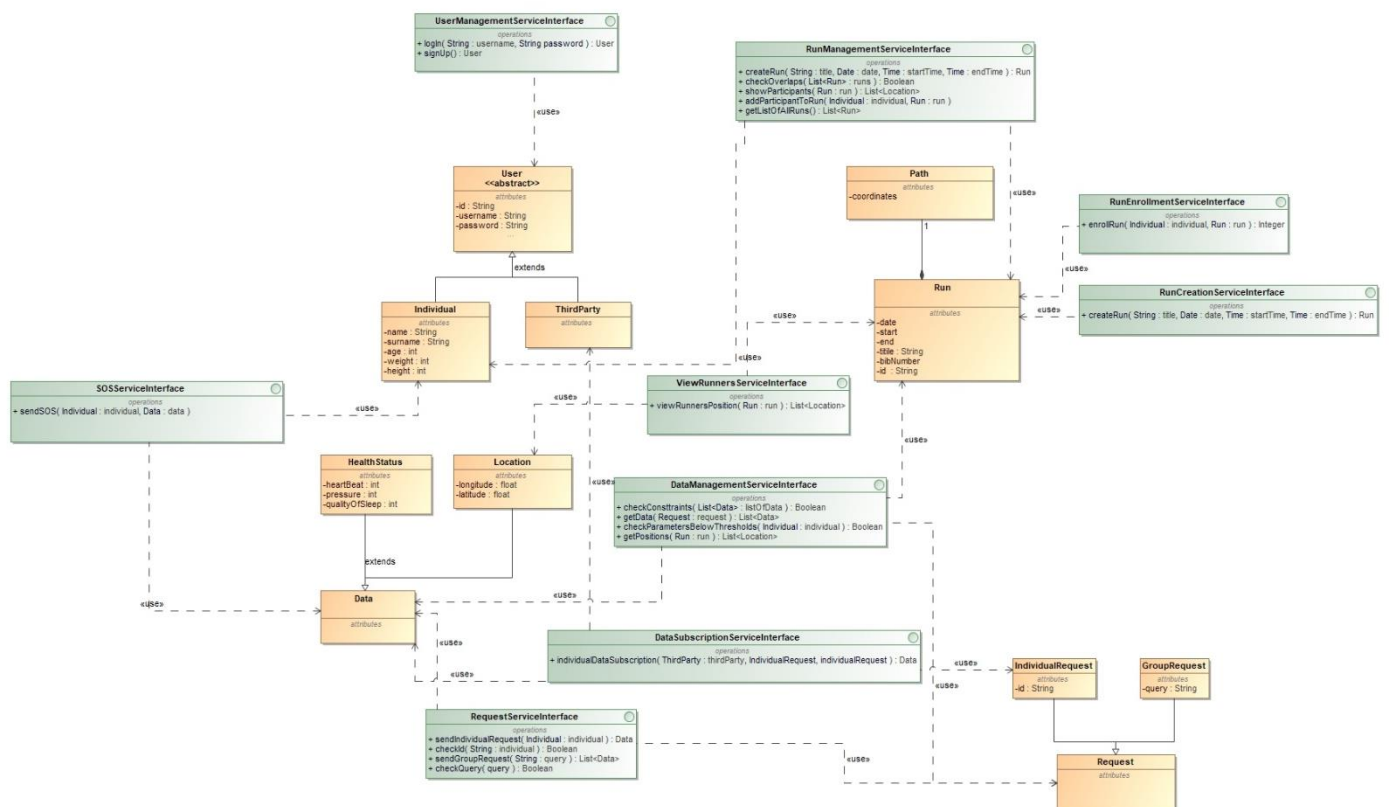 UserManagementServiceInterface
operations
+ login( String : username, String password ) : User
+ signUp() : User
RunManagementServiceInterface
operations
+ createRun( String : title, Date : date, Time : startTime, Time : endTime ) : Run
+ checkOverlaps( List<Run> : runs ) : Boolean
+ showParticipants( Run : run ) : List<Location>
+ addParticipantToRun( Individual : individual, Run : run )
+ getListOfAllRuns() : List<Run>
«use»
«use»
User
<<abstract>>
attributes
-id : String
-username : String
-password : String
...
Path
attributes
-coordinates
1
RunEnrollmentServiceInterface
operations
+ enrollRun( Individual : individual, Run : run ) : Integer
«use»
extends
Individual
attributes
-name : String
-surname : String
-age : int
-weight : int
-height : int
ThirdParty
attributes
Run
attributes
-date
-start
-end
-titile : String
-bibNumber
-id : String
RunCreationServiceInterface
operations
+ createRun( String : title, Date : date, Time : startTime, Time : endTime ) : Run
«use»
«use»
«use»
SOSServiceInterface
operations
+ sendSOS( Individual : individual, Data : data )
«use»
ViewRunnersServiceInterface
operations
+ viewRunnersPosition( Run : run ) : List<Location>
«use»
«use»
HealthStatus
attributes
-heartBeat : int
-pressure : int
-qualityOfSleep : int
Location
attributes
-longitude : float
-latitude : float
«use»
DataManagementServiceInterface
operations
+ checkConsttraints( List<Data> : listOfData ) : Boolean
+ getData( Request : request ) : List<Data>
+ checkParametersBelowThresholds( Individual : individual ) : Boolean
+ getPositions( Run : run ) : List<Location>
extends
«use»
«use»
Data
attributes
«use»
«use»
DataSubscriptionServiceInterface
operations
+ individualDataSubscription( ThirdParty : thirdParty, IndividualRequest, individualRequest ) : Data
«use»
«use»
IndividualRequest
attributes
-id : String
GroupRequest
attributes
-query : String
RequestServiceInterface
operations
+ sendIndividualRequest( Individual : individual ) : Data
+ checkId( String : individual ) : Boolean
+ sendGroupRequest( String : query ) : List<Data>
+ checkQuery( query ) : Boolean
«use»
Request
attributes